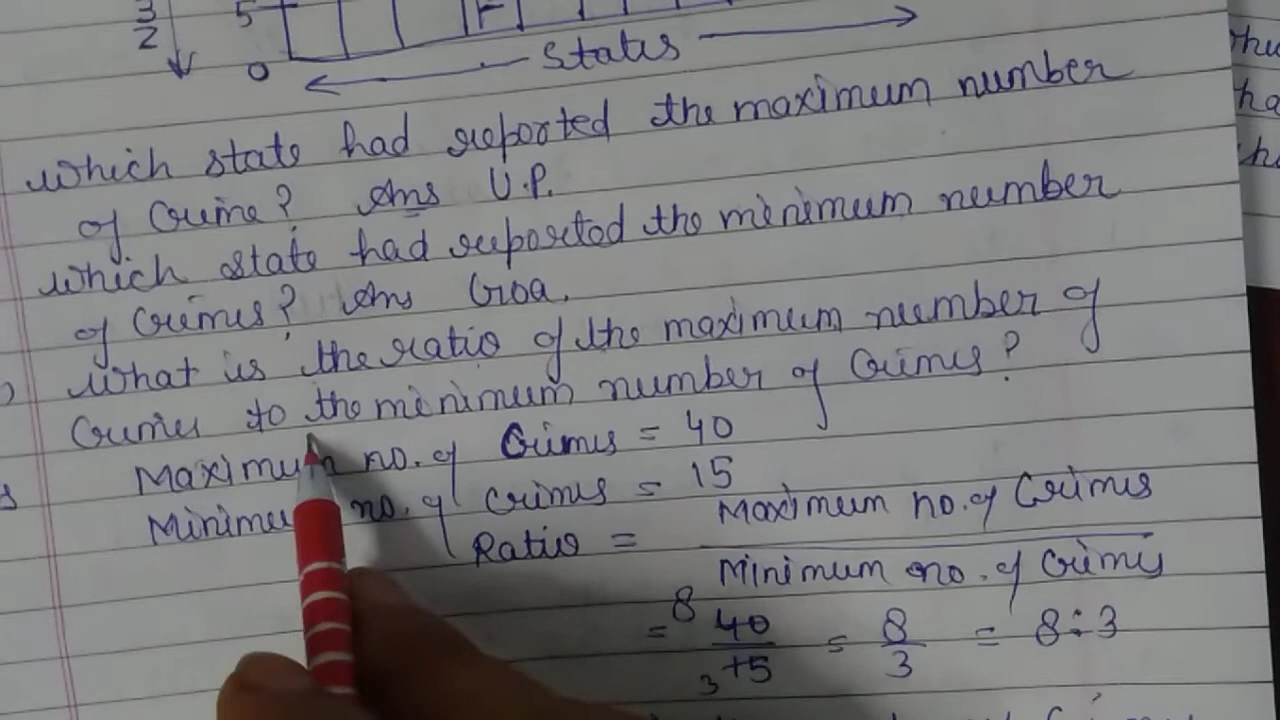 3
2
5
0
States
which state had reported the maximum number
of Crime? Ans U.P.
which state had reported the minimum number
of Crimes? Ans Goa.
What is the ratio of the maximum number of
Crimes to the minimum number of Crimes?
Maximum no. of Crimes = 40
Minimum no. of Crimes = 15
Ratio = Maximum no. of Crimes
Minimum no. of Crimes
= 8 40 = 8 = 8:3
3 15 3